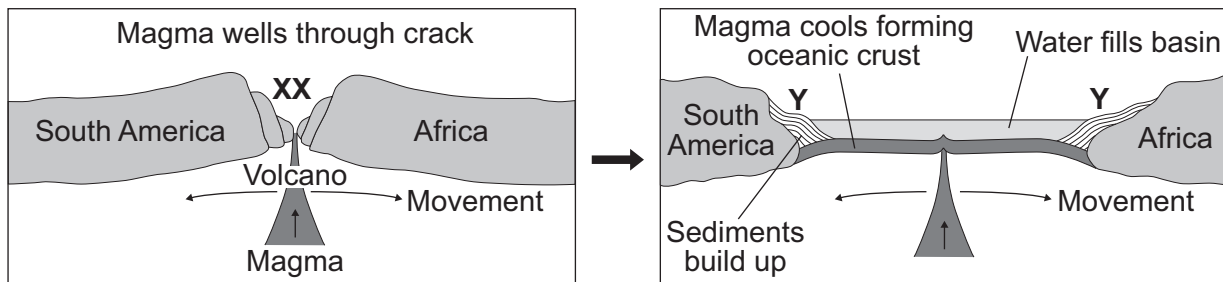 Magma wells through crack
XX
South America
Africa
Volcano
Movement
Magma
Magma cools forming
oceanic crust
Water fills basin
Y
Y
South
America
Africa
Movement
Sediments
build up